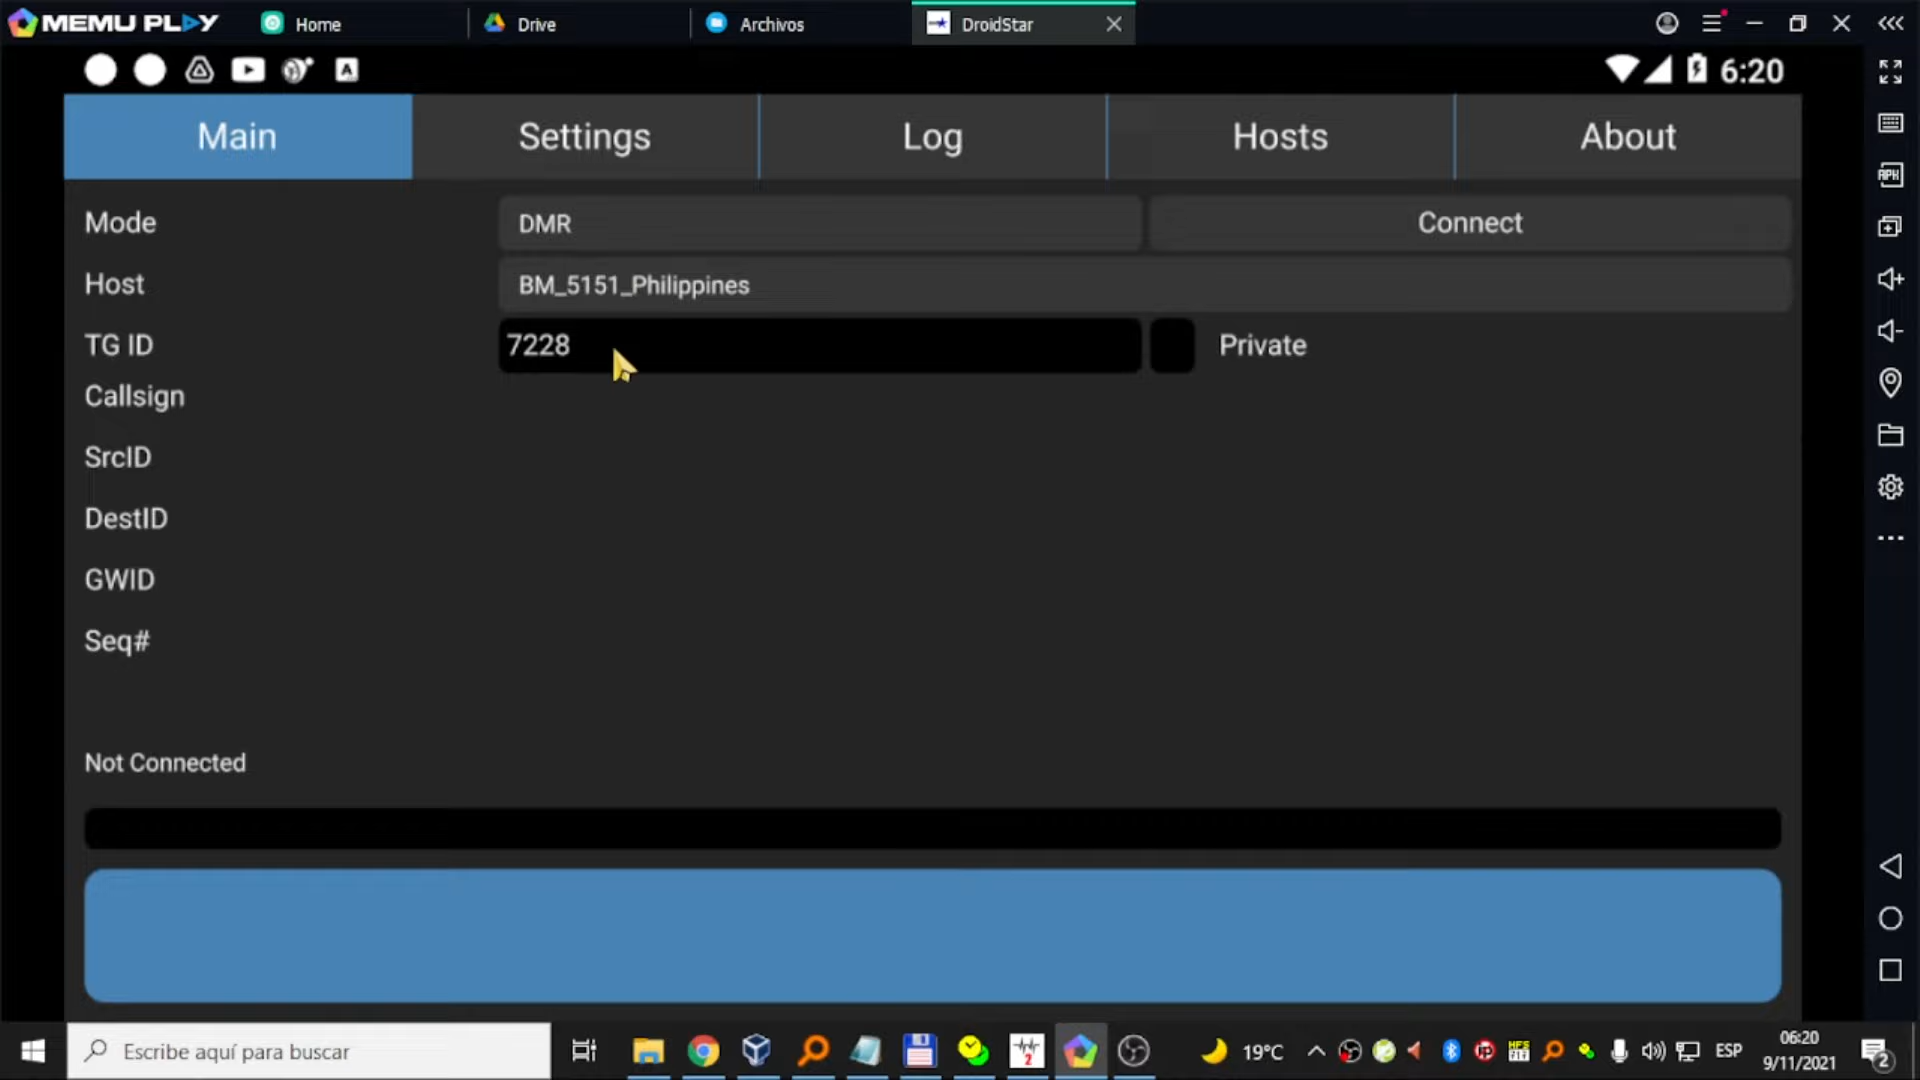 MEMU PLAY Home Drive Archivos DroidStar
6:20
Main Settings Log Hosts About
Mode DMR Connect
Host BM_5151_Philippines
TG ID 7228 Private
Callsign
SrcID
DestID
GWID
Seq#
Not Connected
Escribe aquí para buscar 19°C ESP 06:20
9/11/2021 2